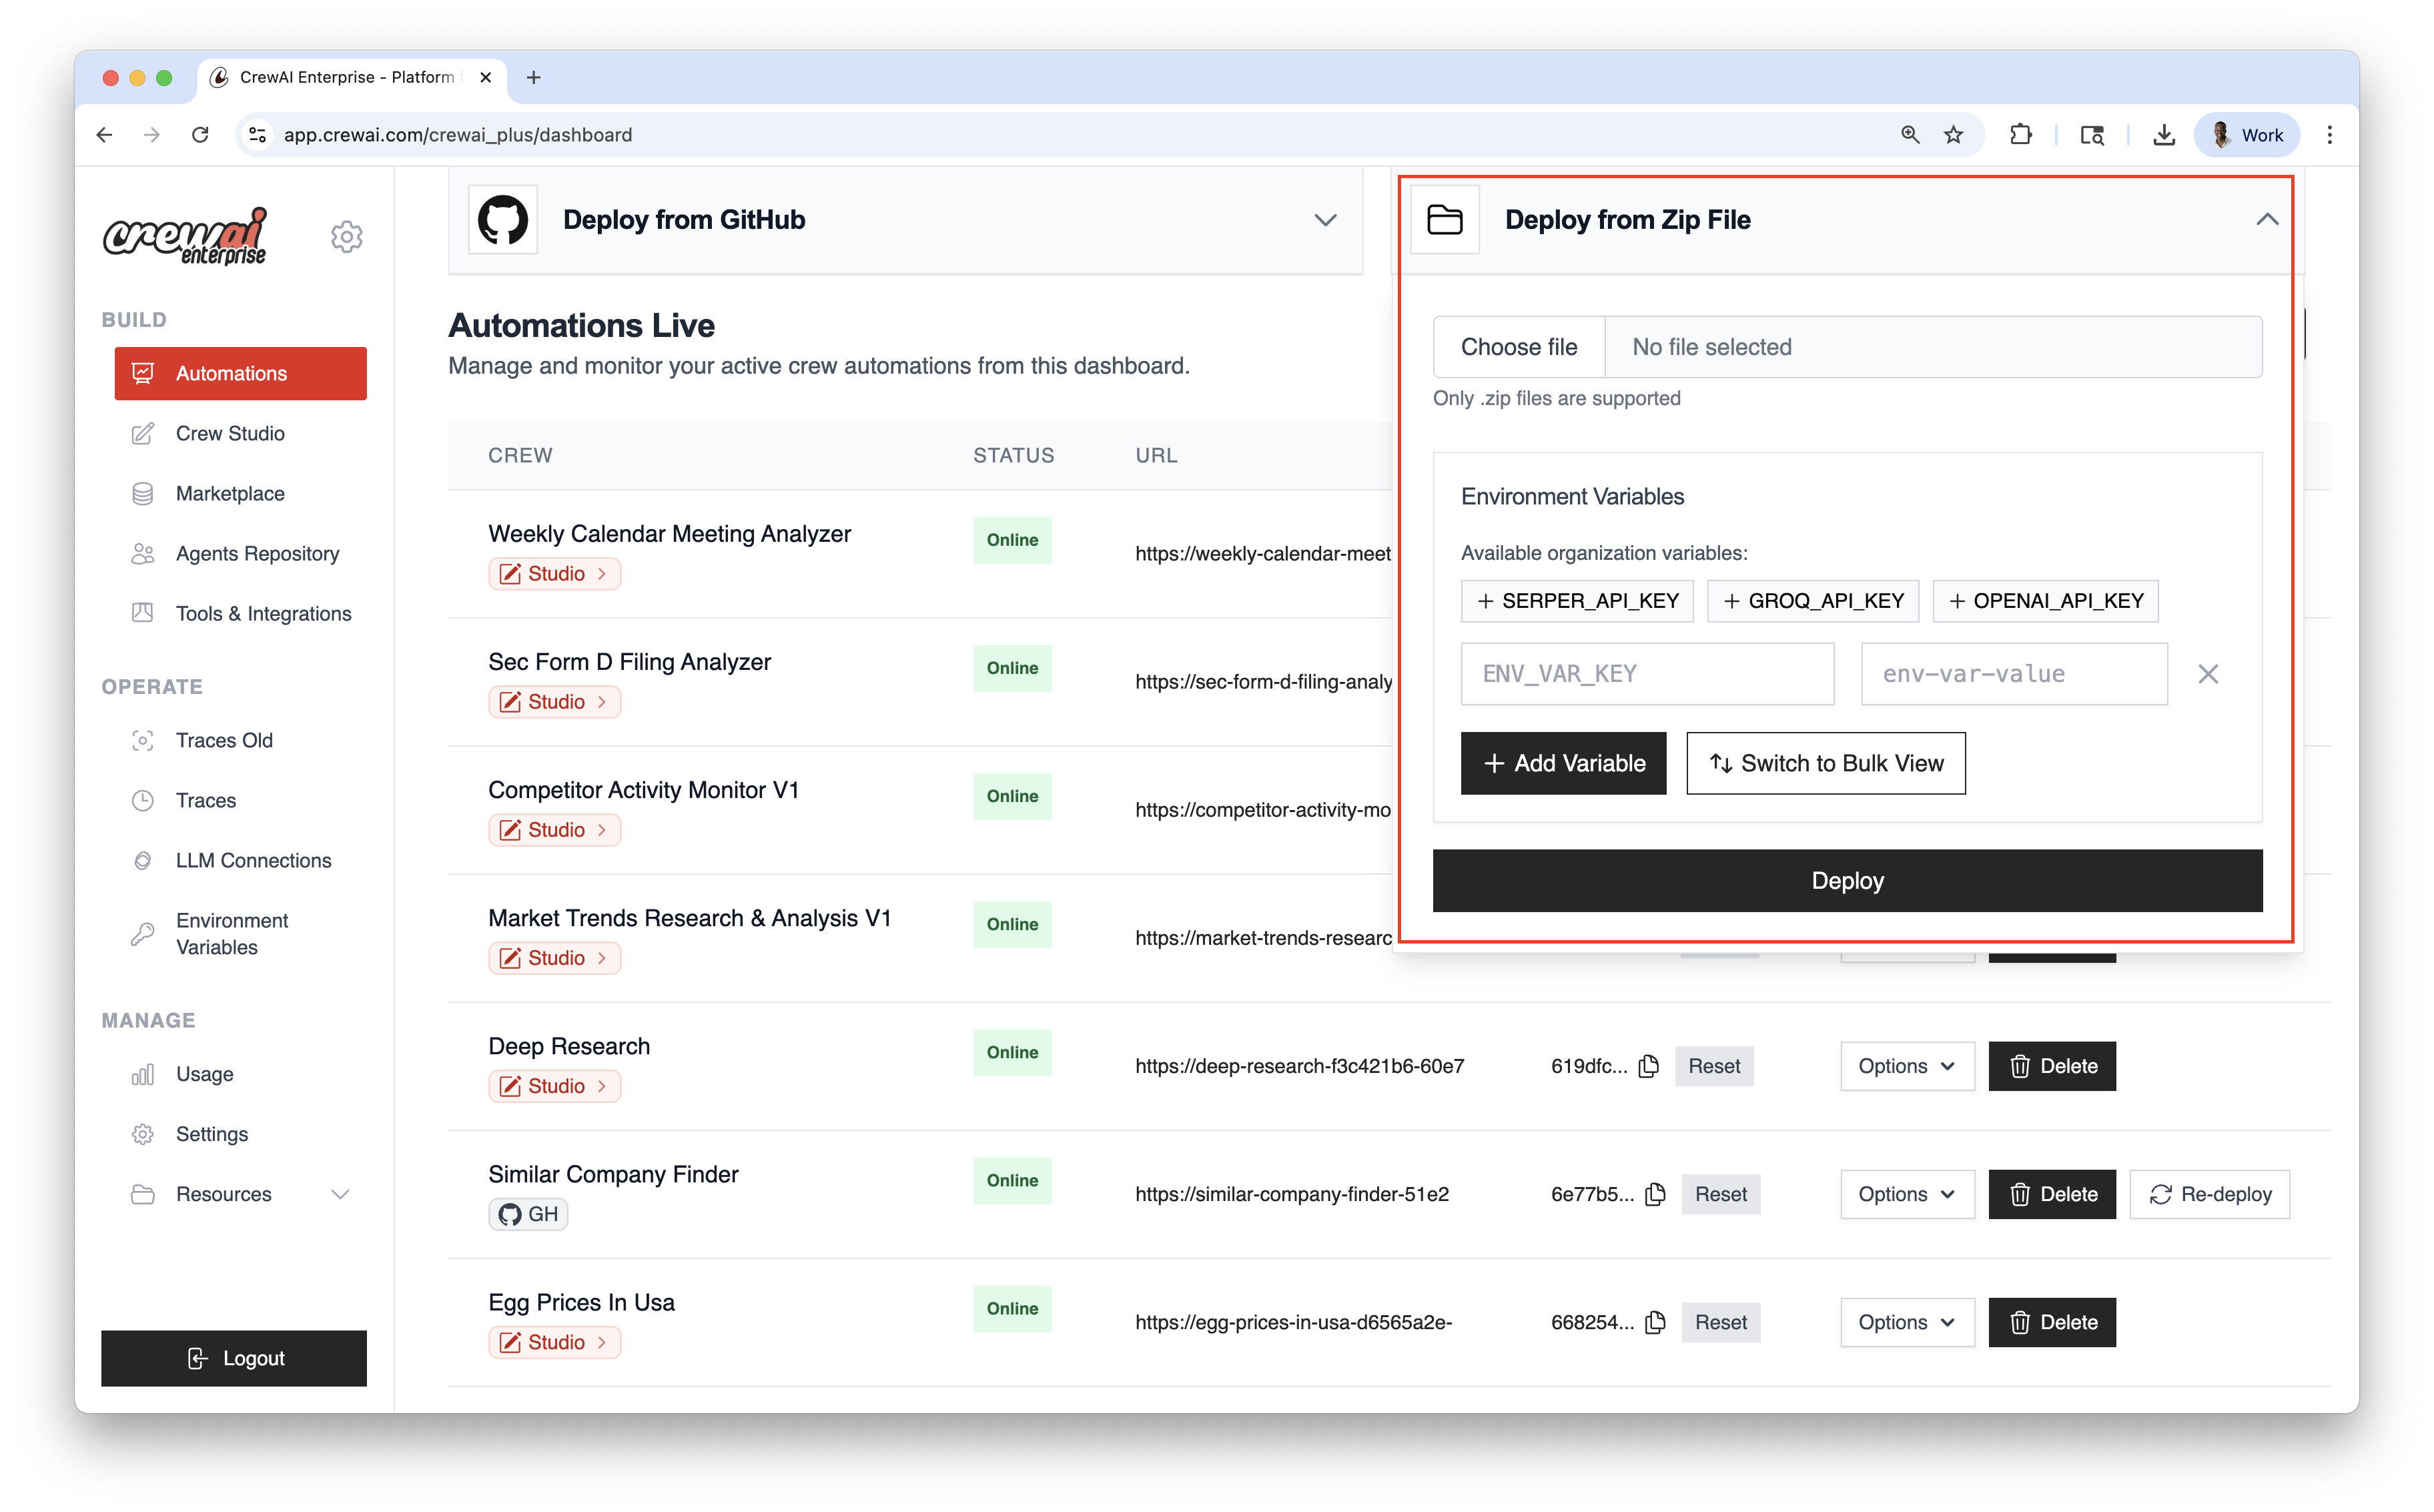 CrewAI Enterprise - Platform
app.crewai.com/crewai_plus/dashboard
Work
crewai
enterprise
BUILD
Automations
Crew Studio
Marketplace
Agents Repository
Tools & Integrations
OPERATE
Traces Old
Traces
LLM Connections
Environment
Variables
MANAGE
Usage
Settings
Resources
Logout
Deploy from GitHub
Automations Live
Manage and monitor your active crew automations from this dashboard.
CREW STATUS URL
Weekly Calendar Meeting Analyzer Online https://weekly-calendar-meet
Studio
Sec Form D Filing Analyzer Online https://sec-form-d-filing-analy
Studio
Competitor Activity Monitor V1 Online https://competitor-activity-mo
Studio
Market Trends Research & Analysis V1 Online https://market-trends-researc
Studio
Deep Research Online https://deep-research-f3c421b6-60e7 619dfc... Reset Options Delete
Studio
Similar Company Finder Online https://similar-company-finder-51e2 6e77b5... Reset Options Delete Re-deploy
GH
Egg Prices In Usa Online https://egg-prices-in-usa-d6565a2e- 668254... Reset Options Delete
Studio
Deploy from Zip File
Choose file No file selected
Only .zip files are supported
Environment Variables
Available organization variables:
+ SERPER_API_KEY + GROQ_API_KEY + OPENAI_API_KEY
ENV_VAR_KEY env-var-value
+ Add Variable Switch to Bulk View
Deploy